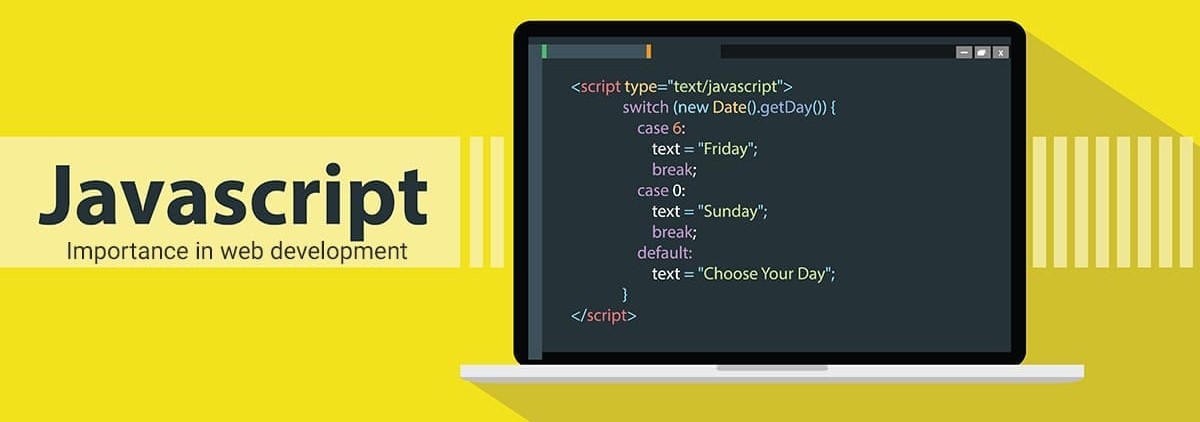 Javascript
Importance in web development
<script type="text/javascript">
switch (new Date().getDay()) {
case 6:
text = "Friday";
break;
case 0:
text = "Sunday";
break;
default:
text = "Choose Your Day";
}
</script>